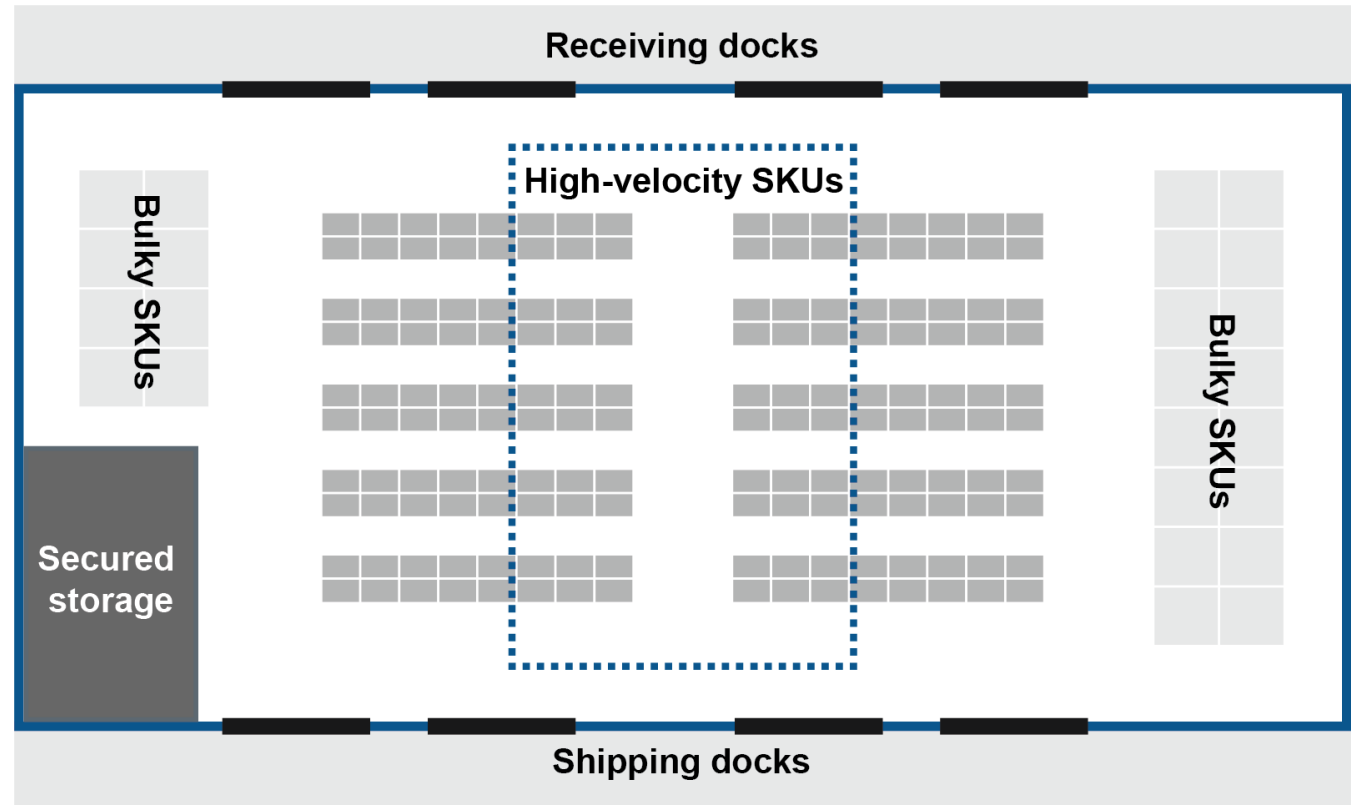 Receiving docks
High-velocity SKUs
Bulky SKUs
Bulky SKUs
Secured
storage
Shipping docks